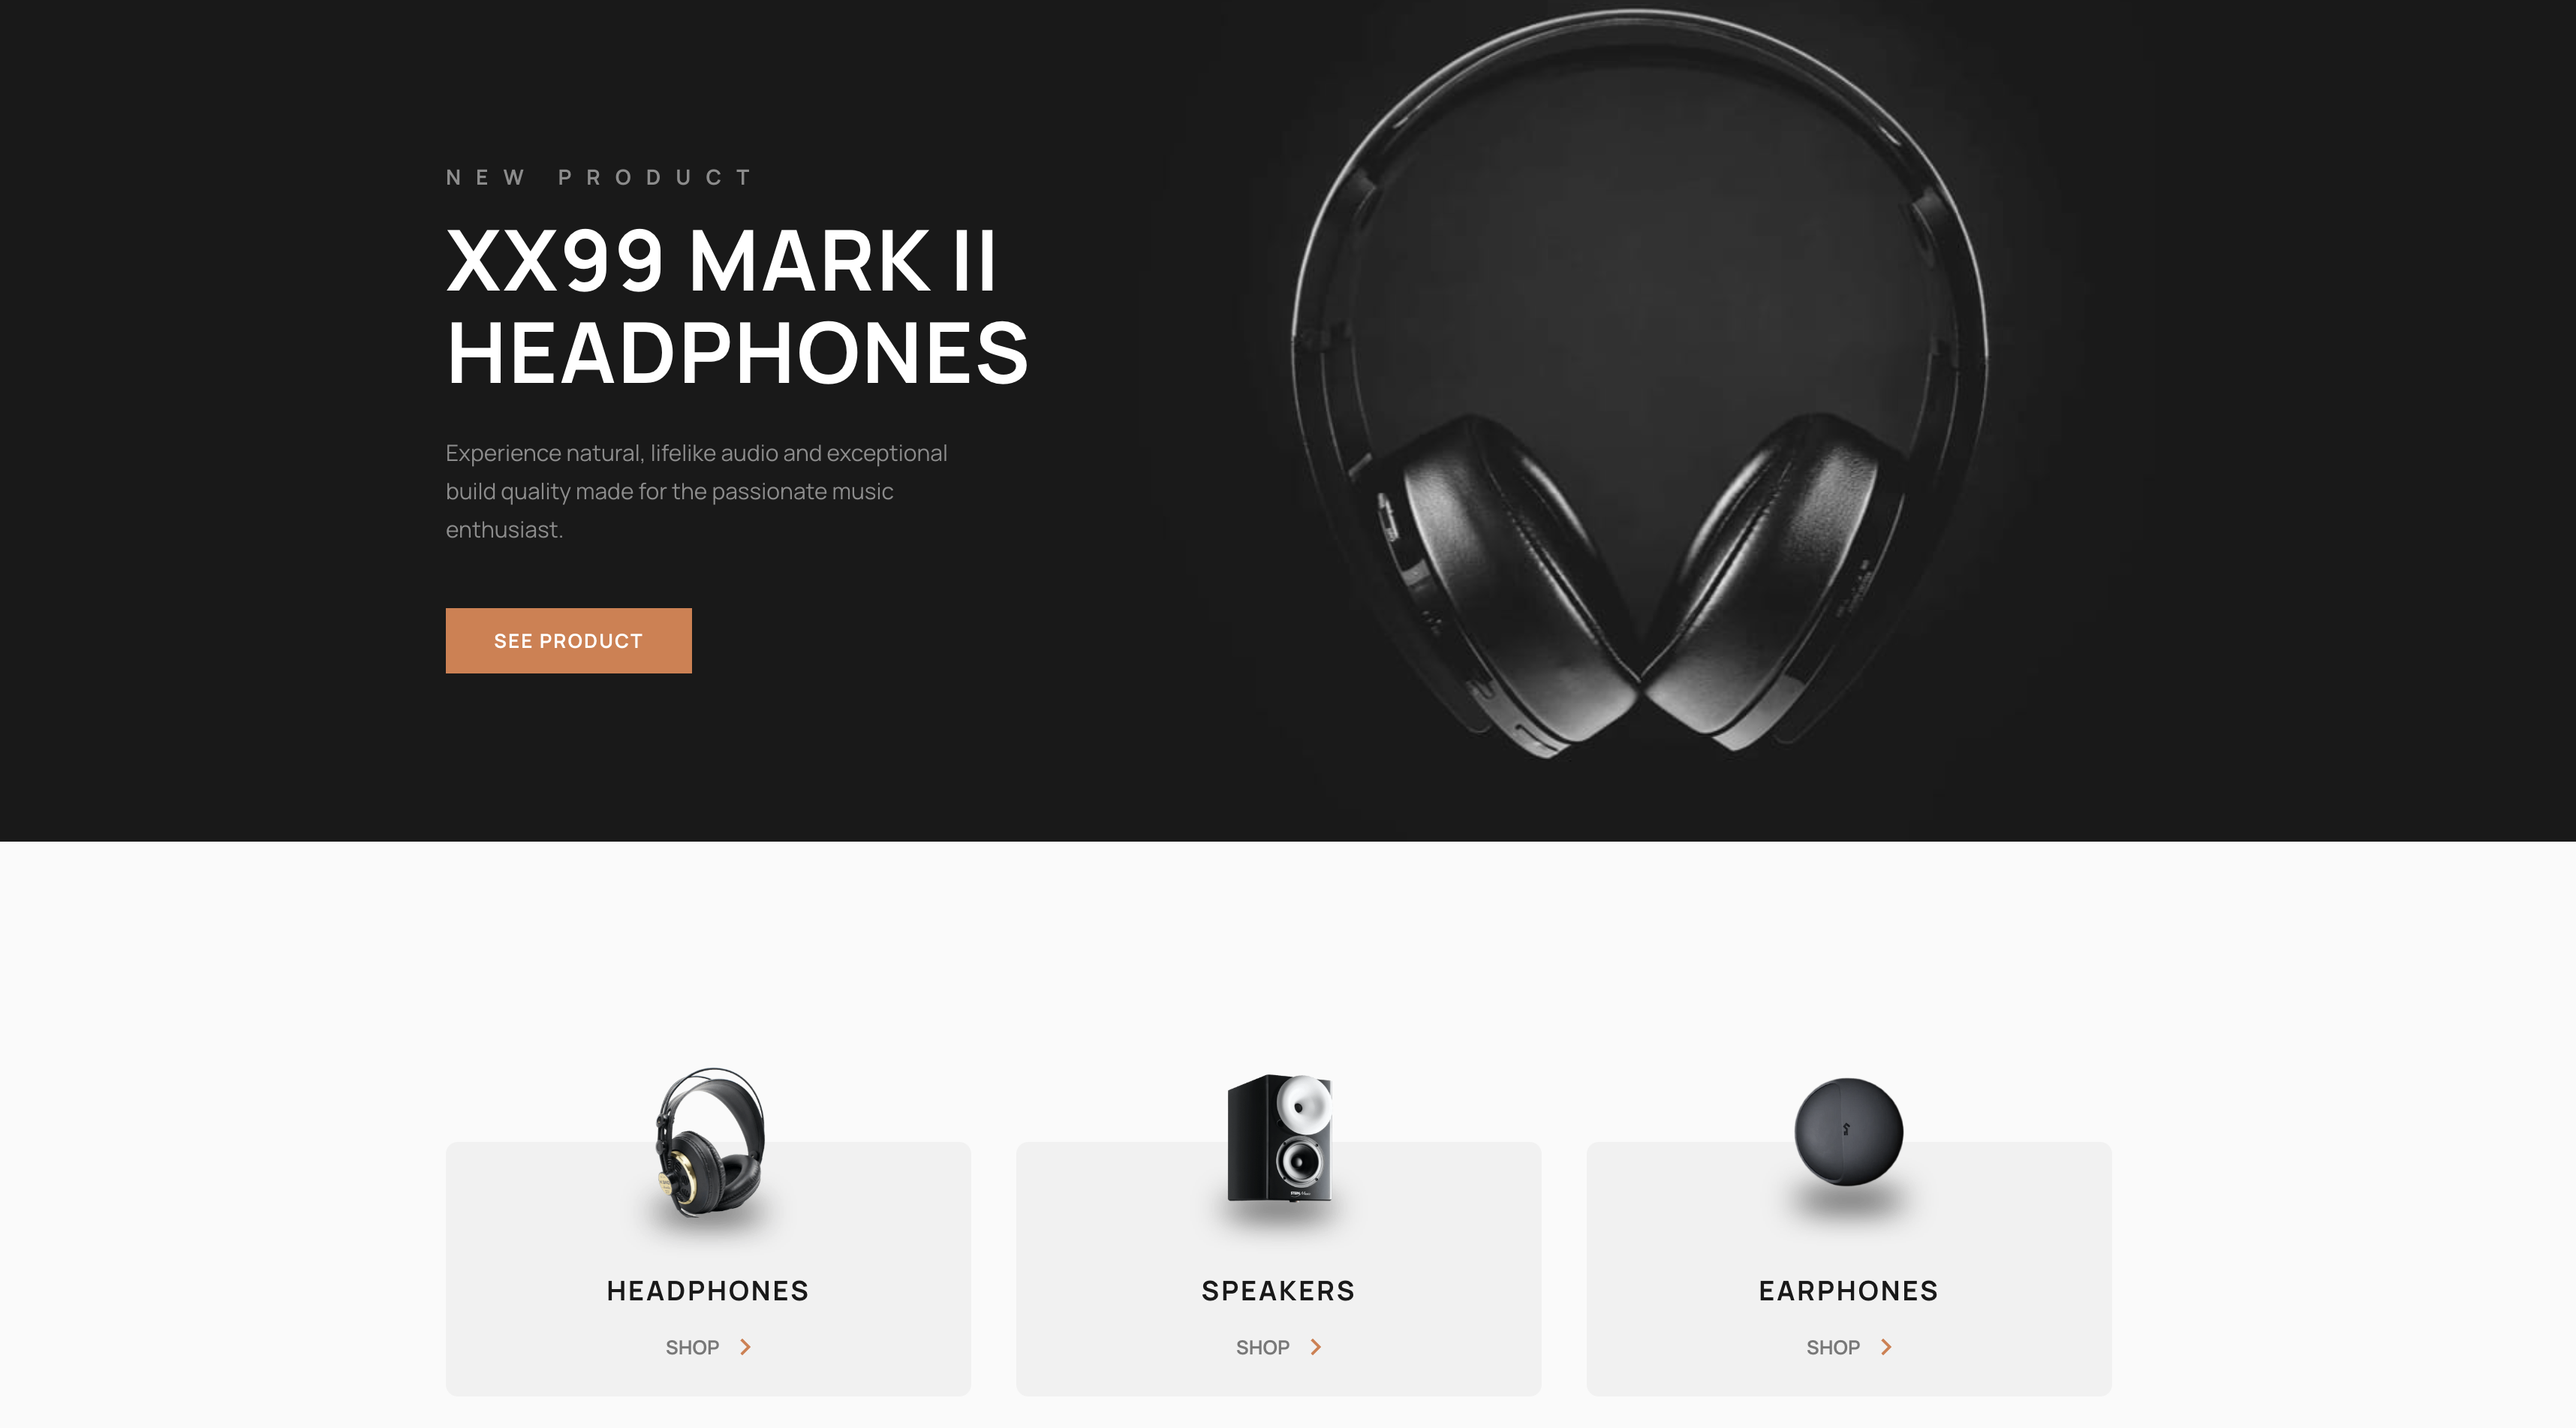 NEW PRODUCT
XX99 MARK II
HEADPHONES
Experience natural, lifelike audio and exceptional
build quality made for the passionate music
enthusiast.
SEE PRODUCT
HEADPHONES
SHOP
SPEAKERS
SHOP
EARPHONES
SHOP